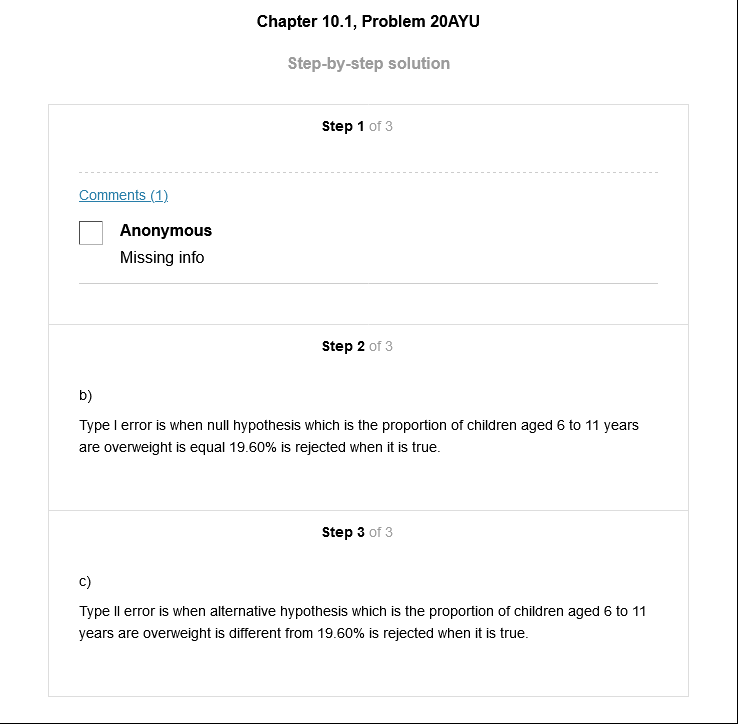 Chapter 10.1, Problem 20AYU
Step-by-step solution
Step 1 of 3
Comments (1)
Anonymous
Missing info
Step 2 of 3
b)
Type I error is when null hypothesis which is the proportion of children aged 6 to 11 years
are overweight is equal 19.60% is rejected when it is true.
Step 3 of 3
c)
Type II error is when alternative hypothesis which is the proportion of children aged 6 to 11
years are overweight is different from 19.60% is rejected when it is true.